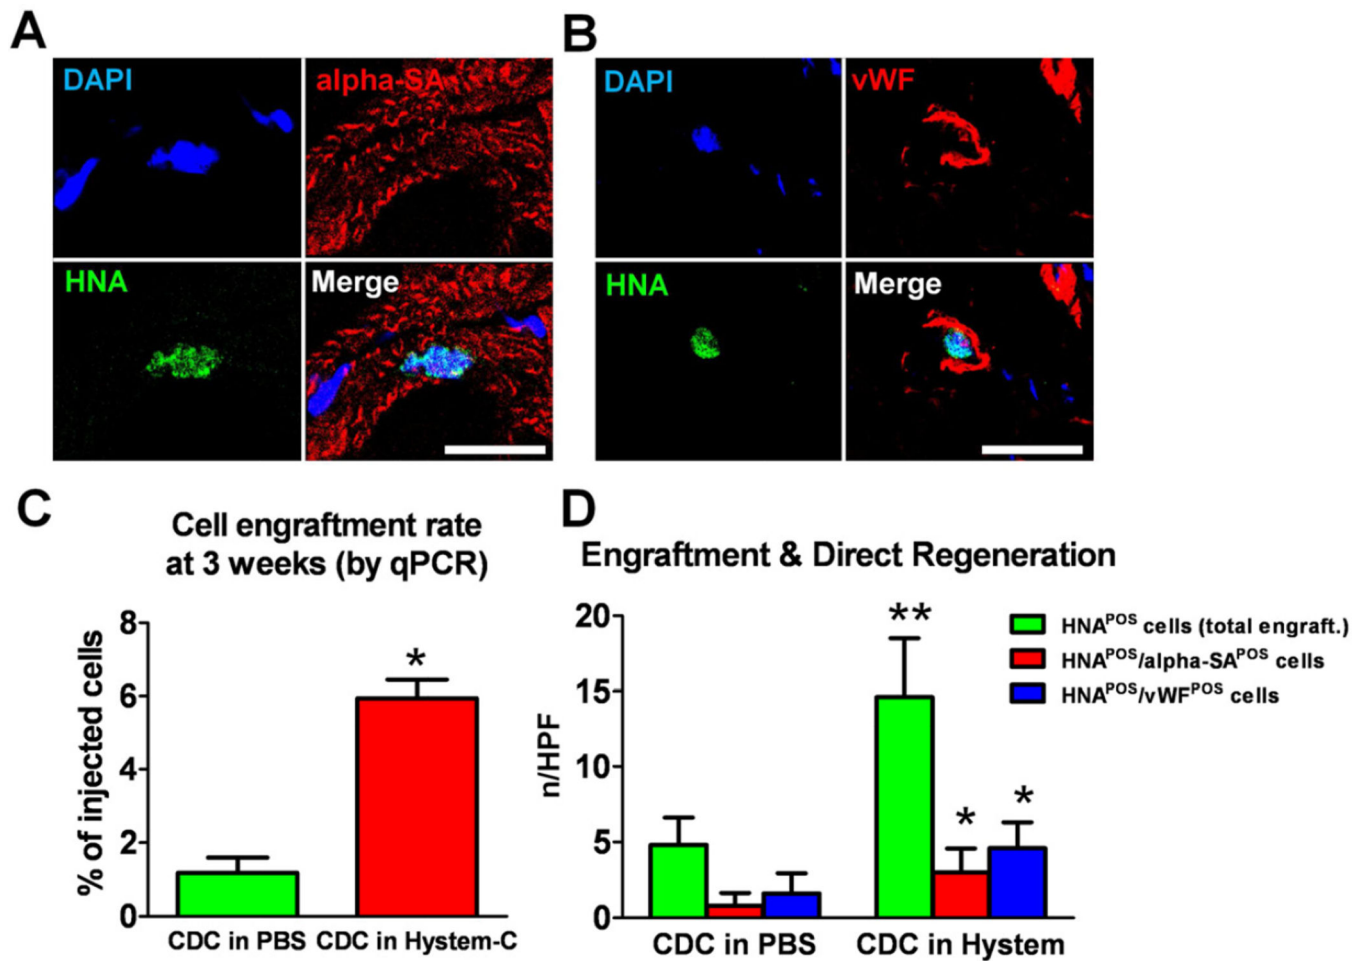 A
DAPI
alpha-SA
HNA
Merge
B
DAPI
vWF
HNA
Merge
C
Cell engraftment rate
at 3 weeks (by qPCR)
% of injected cells
8
6
4
2
0
*
CDC in PBS
CDC in Hystem-C
D
Engraftment & Direct Regeneration
n/HPF
20
15
10
5
0
**
*
*
CDC in PBS
CDC in Hystem
HNAPOS cells (total engraft.)
HNAPOS/alpha-SAPOS cells
HNAPOS/vWFPOS cells